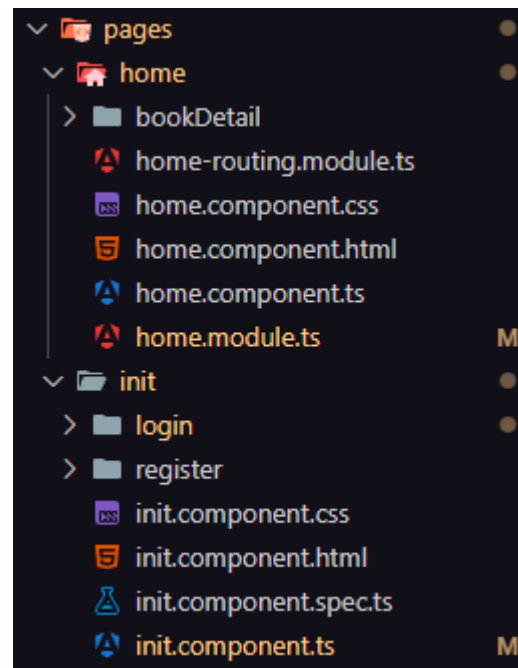 pages
home
bookDetail
home-routing.module.ts
home.component.css
home.component.html
home.component.ts
home.module.ts M
init
login
register
init.component.css
init.component.html
init.component.spec.ts
init.component.ts M